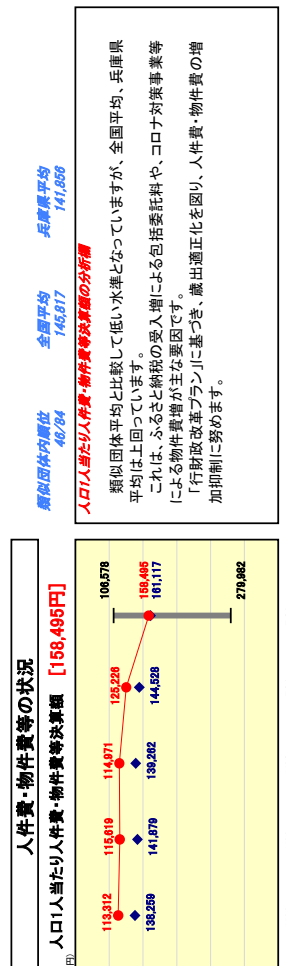 人件費・物件費等の状況
人口1人当たり人件費・物件費等決算額 [158,495円]
円)
113,312
115,619
114,971
125,226
158,495
138,259
141,879
139,262
144,528
161,117
106,578
279,982
類似団体内順位
46/84
全国平均
145,817
兵庫県平均
141,856
人口1人当たり人件費・物件費等決算額の分析欄
類似団体平均と比較して低い水準となっていますが、全国平均、兵庫県
平均は上回っています。
これは、ふるさと納税の受入増による包括委託料や、コロナ対策事業等
による物件費増が主な要因です。
「行財政改革プラン」に基づき、歳出適正化を図り、人件費・物件費の増
加抑制に努めます。